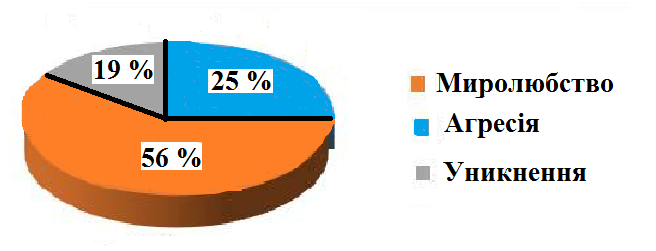 19 %
25 %
56 %
Миролюбство
Агресія
Уникнення